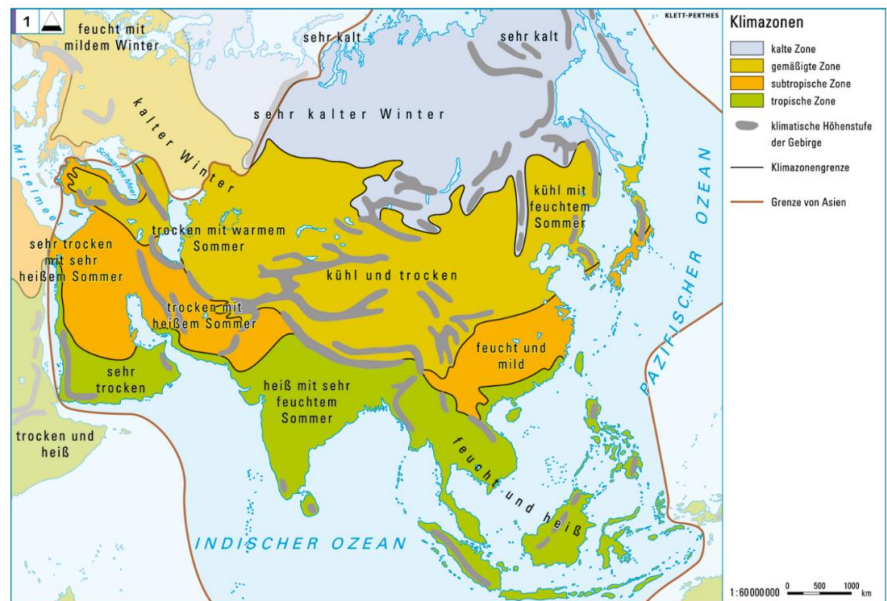 1
KLETT-PERTHES
feucht mit
mildem Winter
sehr kalt
sehr kalt
sehr kalter Winter
kalter Winter
Schwarzes Meer
Mittelmee
kühl mit
feuchtem
Sommer
trocken mit warmem
Sommer
sehr trocken
mit sehr
heißem Sommer
kühl und trocken
trocken mit
heißem Sommer
feucht und
mild
sehr
trocken
heiß mit sehr
feuchtem
Sommer
trocken und
heiß
feucht und heiß
INDISCHER OZEAN
PAZIFISCHER OZEAN
Klimazonen
kalte Zone
gemäßigte Zone
subtropische Zone
tropische Zone
klimatische Höhenstufe
der Gebirge
Klimazonengrenze
Grenze von Asien
1:60000000
0 500 1000
km